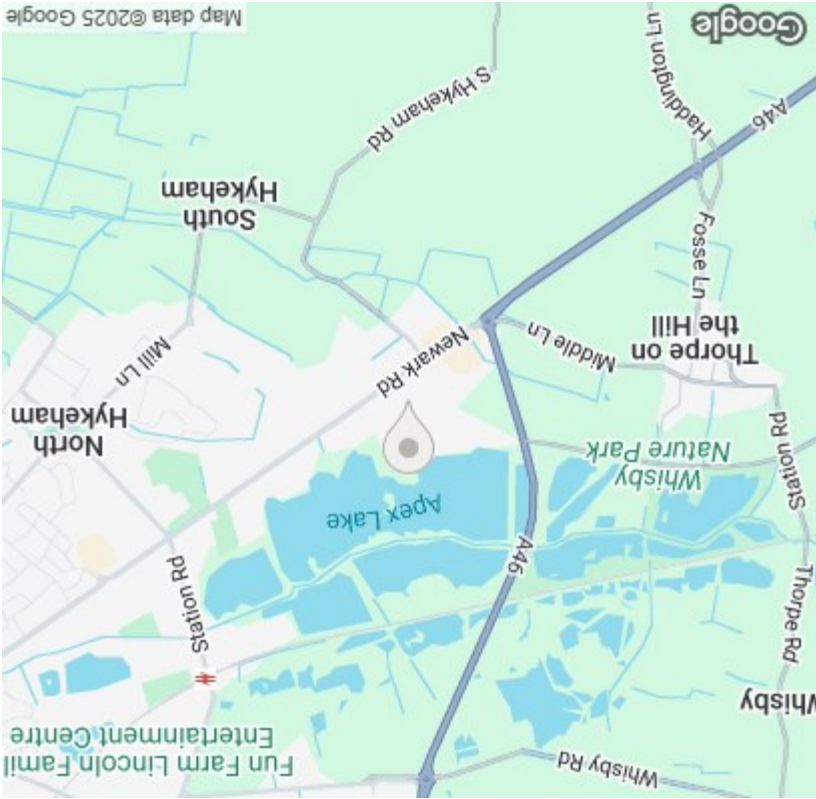 Whisby Rd
Fun Farm Lincoln Famil
Entertainment Centre
Whisby
Thorpe Rd
Station Rd
A46
Apex Lake
Station Rd
Whisby
Nature Park
North
Hykeham
Newark Rd
Mill Ln
Thorpe on
the Hill
Middle Ln
Fosse Ln
South
Hykeham
S Hykeham Rd
A46
Haddington Ln
Google
Map data ©2025 Google